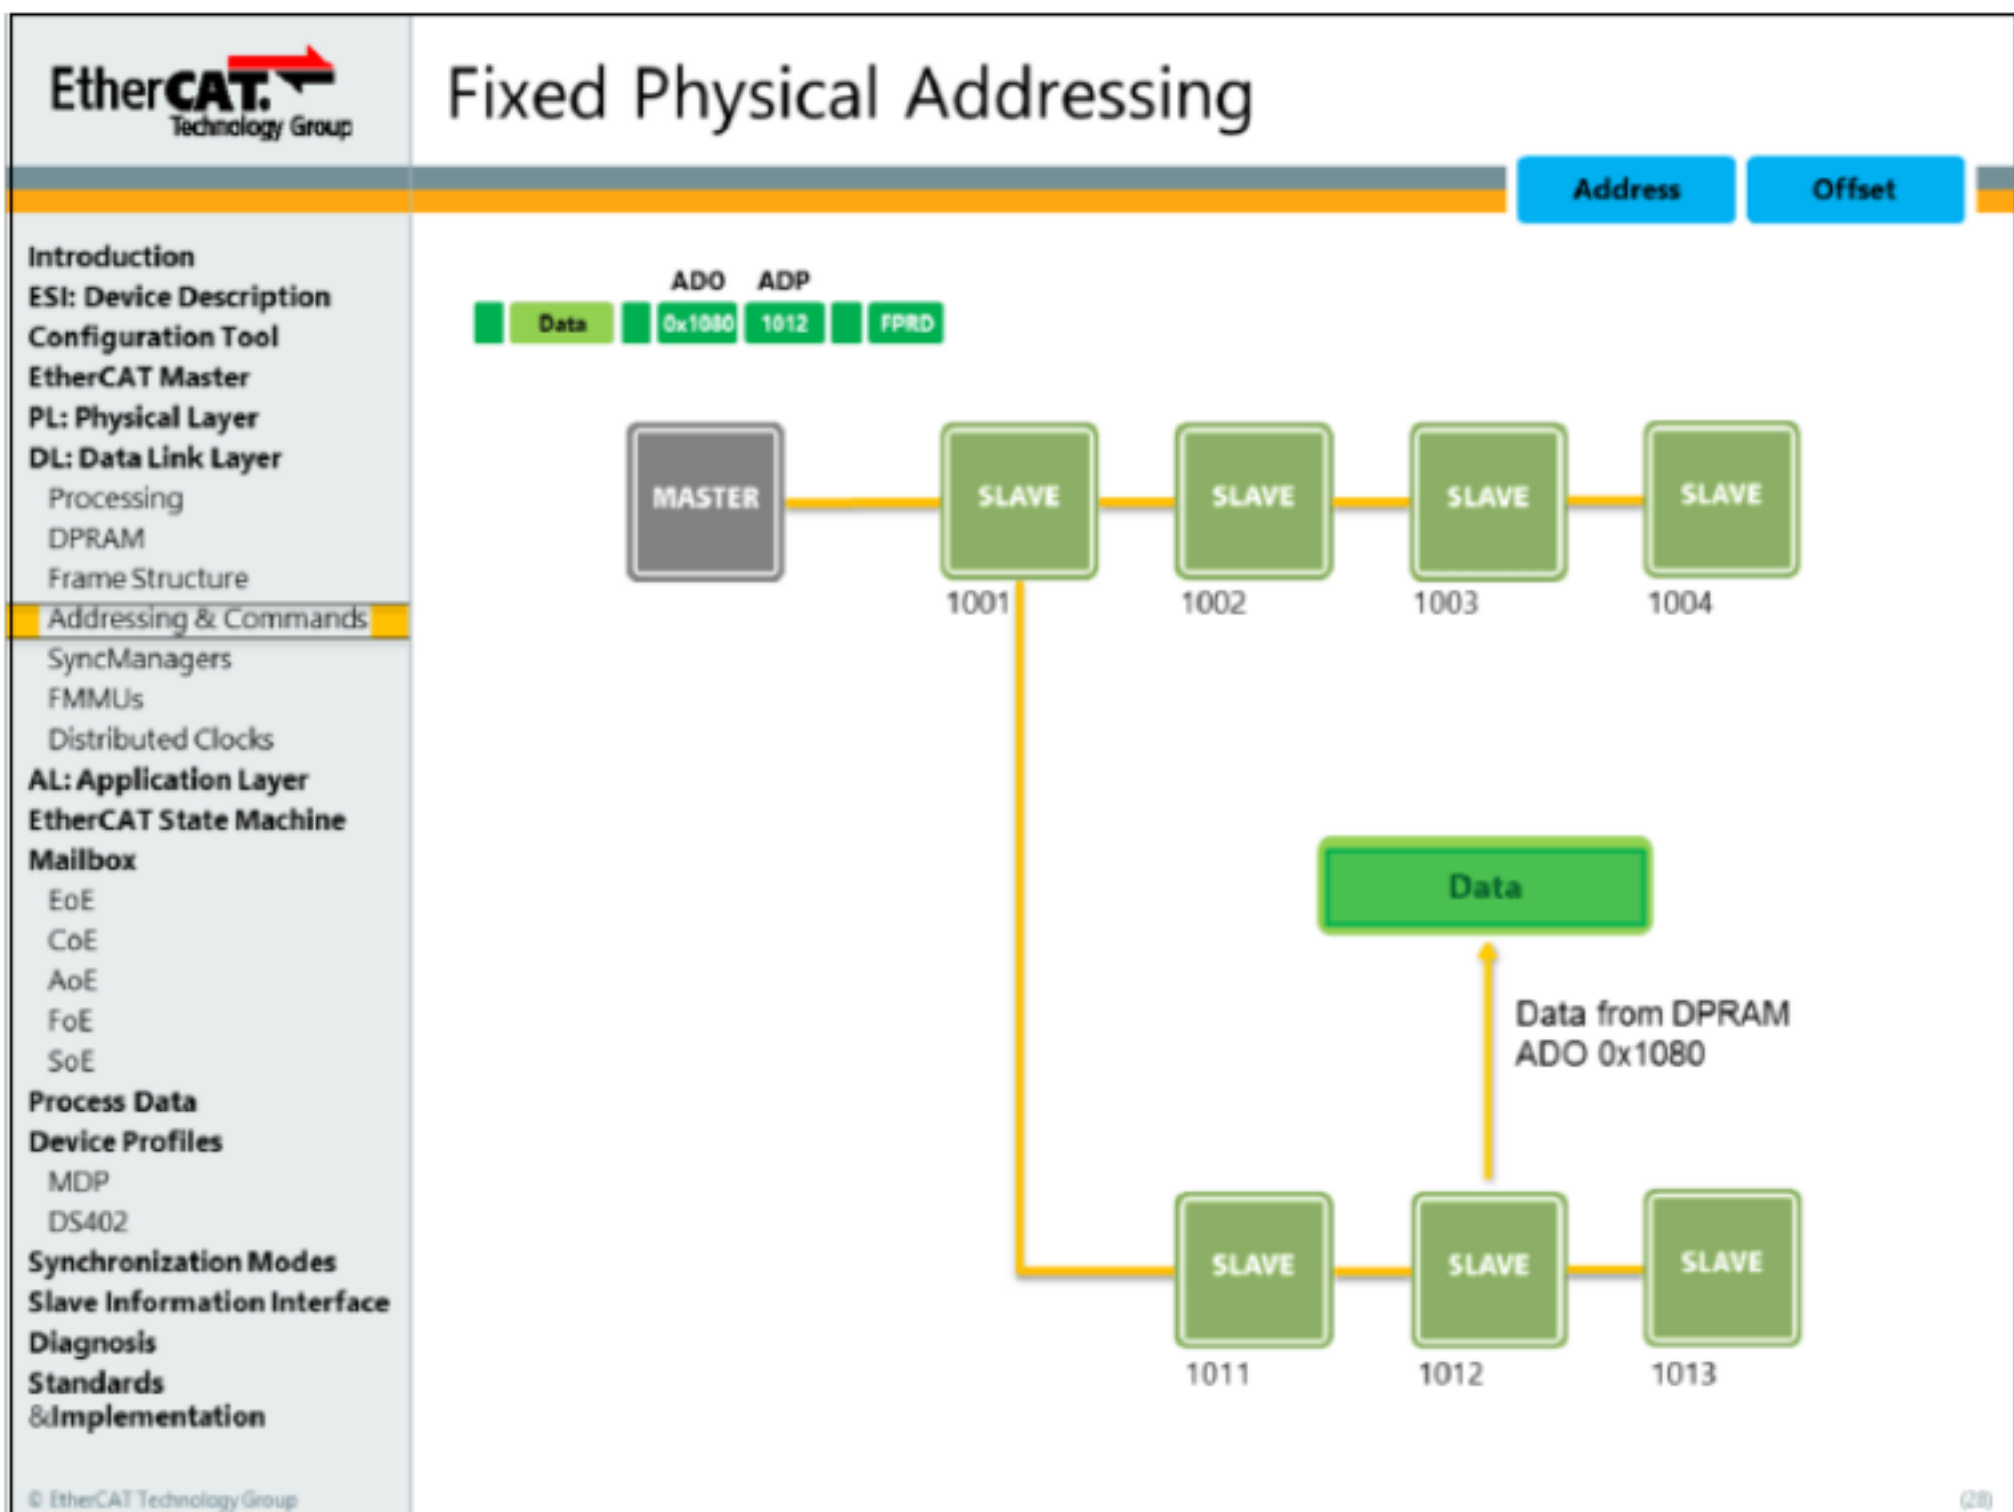 EtherCAT.
Technology Group
Fixed Physical Addressing
Address
Offset
Introduction
ESI: Device Description
Configuration Tool
EtherCAT Master
PL: Physical Layer
DL: Data Link Layer
Processing
DPRAM
Frame Structure
Addressing & Commands
SyncManagers
FMMUs
Distributed Clocks
AL: Application Layer
EtherCAT State Machine
Mailbox
EoE
CoE
AoE
FoE
SoE
Process Data
Device Profiles
MDP
DS402
Synchronization Modes
Slave Information Interface
Diagnosis
Standards
&Implementation
© EtherCAT Technology Group
ADO ADP
Data 0x1080 1012 FPRD
MASTER SLAVE SLAVE SLAVE SLAVE
1001 1002 1003 1004
Data
Data from DPRAM
ADO 0x1080
SLAVE SLAVE SLAVE
1011 1012 1013
(28)